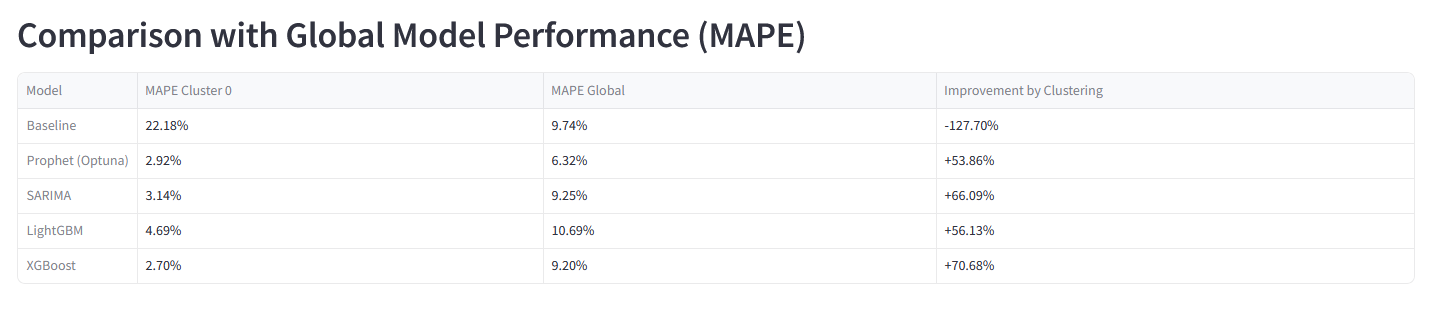 Comparison with Global Model Performance (MAPE)
Model MAPE Cluster 0 MAPE Global Improvement by Clustering
Baseline 22.18% 9.74% -127.70%
Prophet (Optuna) 2.92% 6.32% +53.86%
SARIMA 3.14% 9.25% +66.09%
LightGBM 4.69% 10.69% +56.13%
XGBoost 2.70% 9.20% +70.68%